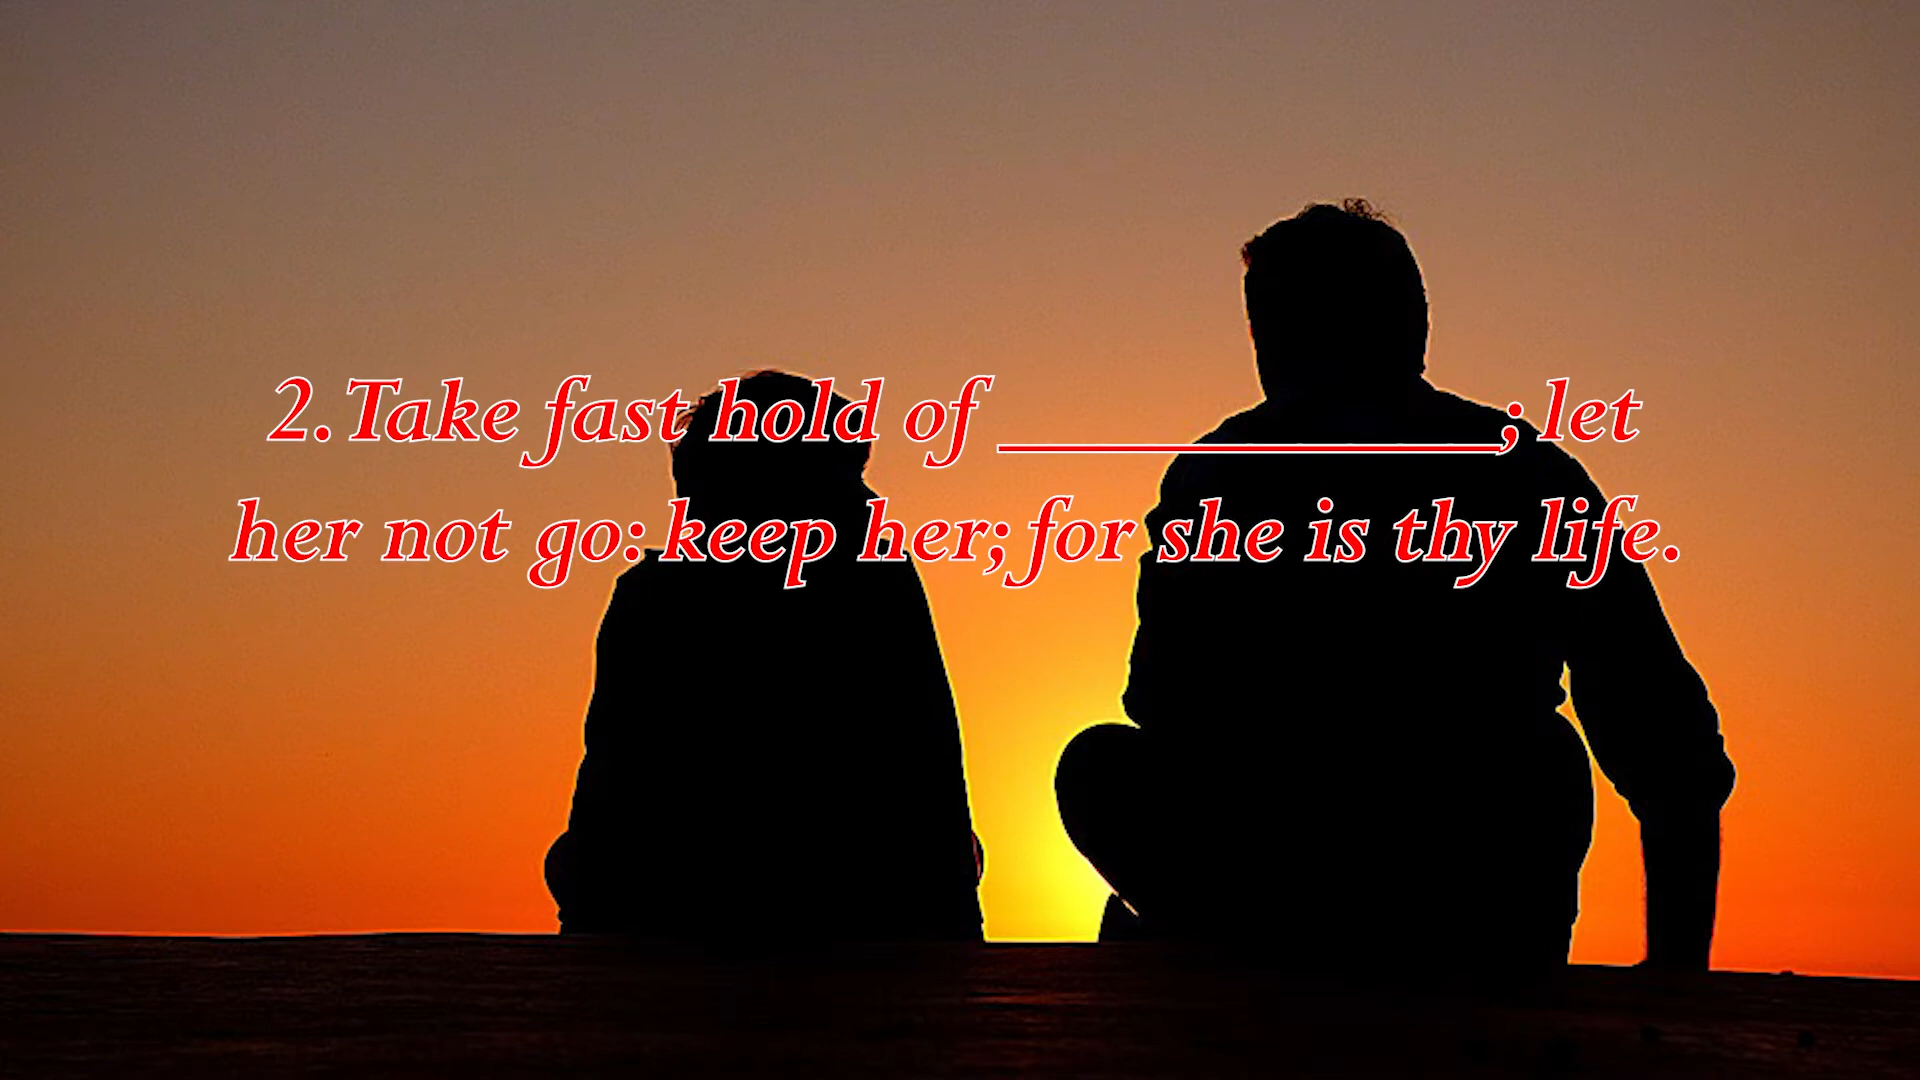 2. Take fast hold of ____________; let
her not go: keep her; for she is thy life.